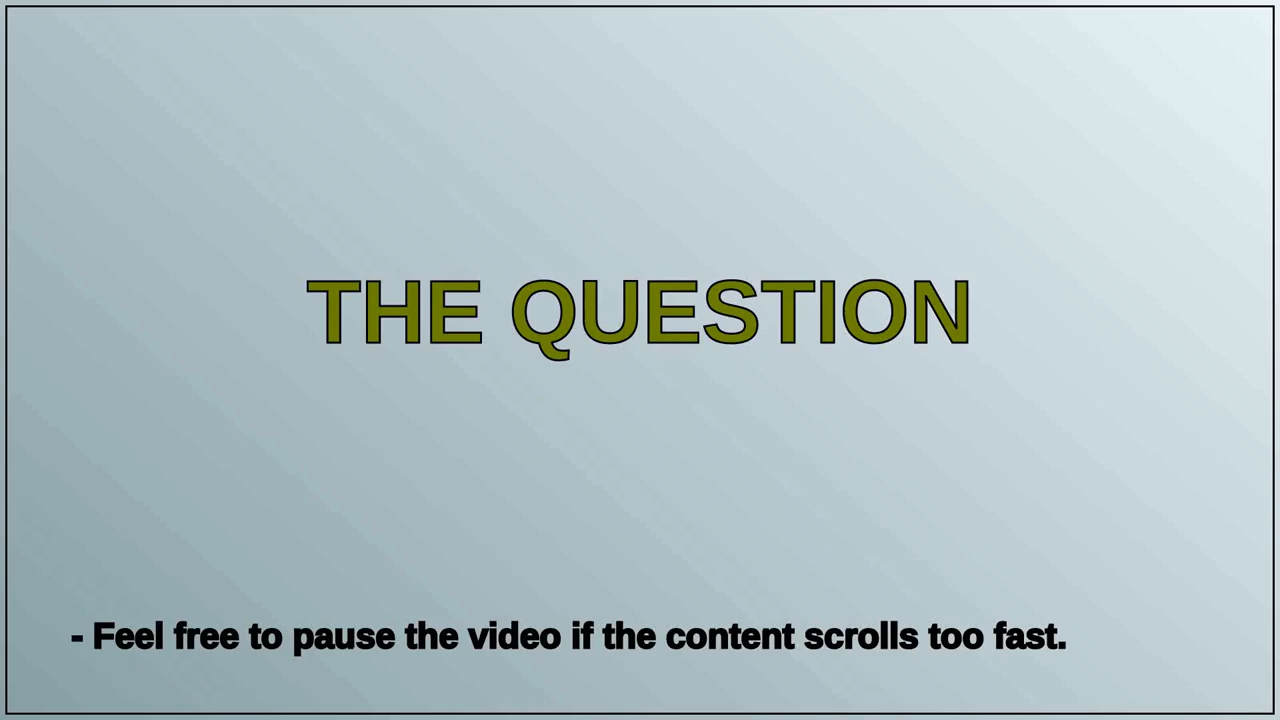 THE QUESTION
- Feel free to pause the video if the content scrolls too fast.